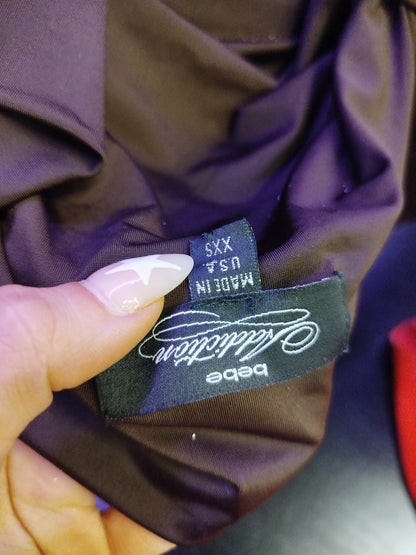 bebe
Addiction
MADE IN
U.S.A.
XXS